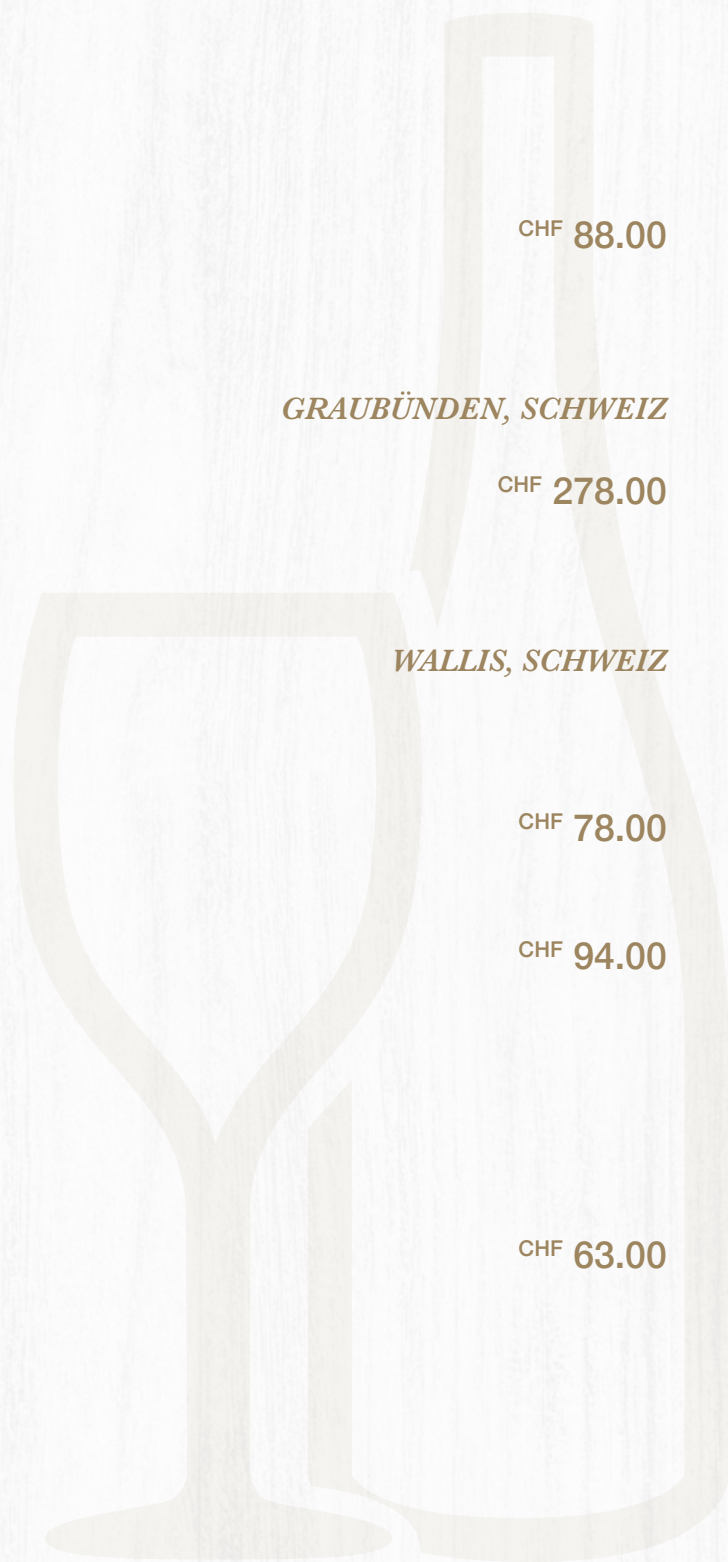 CHF 88.00
GRAUBÜNDEN, SCHWEIZ
CHF 278.00
WALLIS, SCHWEIZ
CHF 78.00
CHF 94.00
CHF 63.00